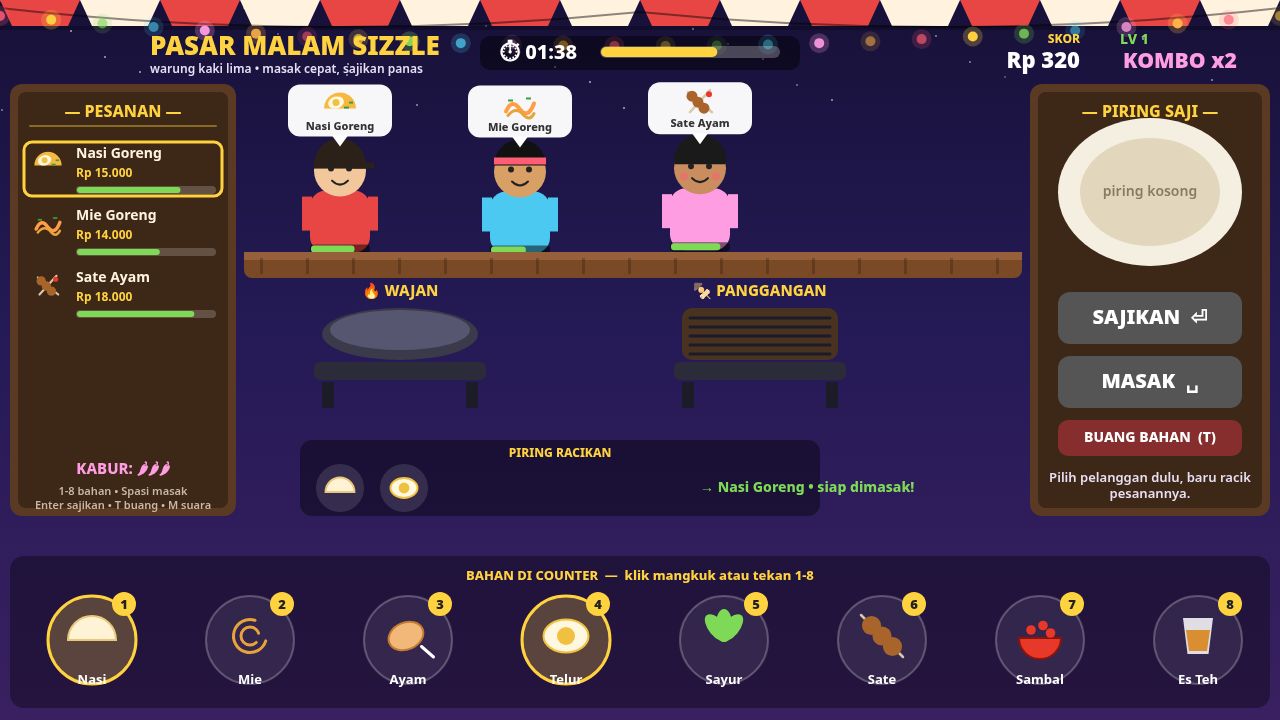 PASAR MALAM SIZZLE
warung kaki lima • masak cepat, sajikan panas
⏱ 01:38
SKOR
Rp 320
LV 1
KOMBO x2
— PESANAN —
Nasi Goreng
Rp 15.000
Mie Goreng
Rp 14.000
Sate Ayam
Rp 18.000
KABUR: 🌶🌶🌶
1-8 bahan • Spasi masak
Enter sajikan • T buang • M suara
Nasi Goreng
Mie Goreng
Sate Ayam
🔥 WAJAN
🍢 PANGGANGAN
PIRING RACIKAN
→ Nasi Goreng • siap dimasak!
— PIRING SAJI —
piring kosong
SAJIKAN ⏎
MASAK ␣
BUANG BAHAN (T)
Pilih pelanggan dulu, baru racik
pesanannya.
BAHAN DI COUNTER — klik mangkuk atau tekan 1-8
1
Nasi
2
Mie
3
Ayam
4
Telur
5
Sayur
6
Sate
7
Sambal
8
Es Teh